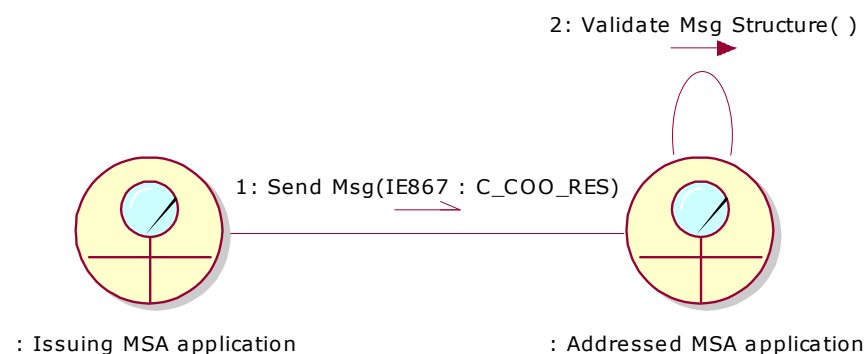 2: Validate Msg Structure( )
1: Send Msg(IE867 : C_COO_RES)
: Issuing MSA application
: Addressed MSA application